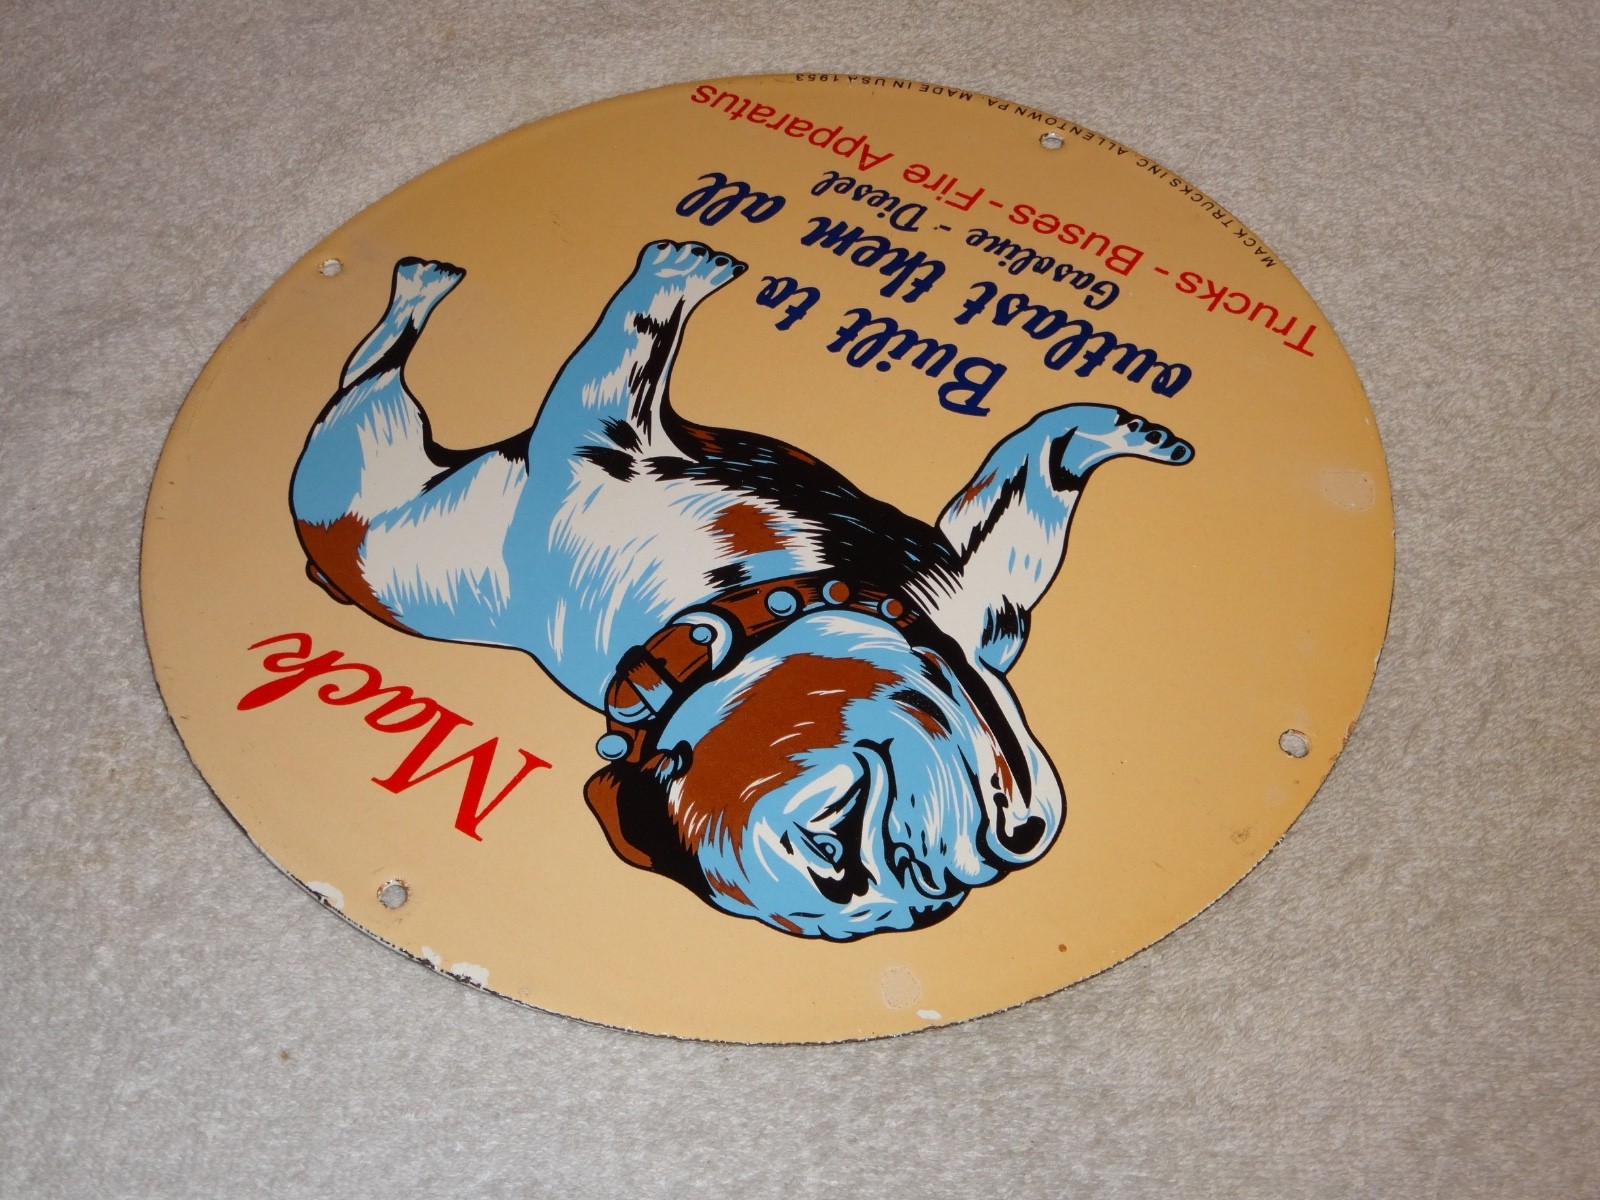 Mack
Built to
outlast them all
Gasoline - Diesel
Trucks - Buses - Fire Apparatus
MACK TRUCKS INC. ALLENTOWN PA. MADE IN USA 1953